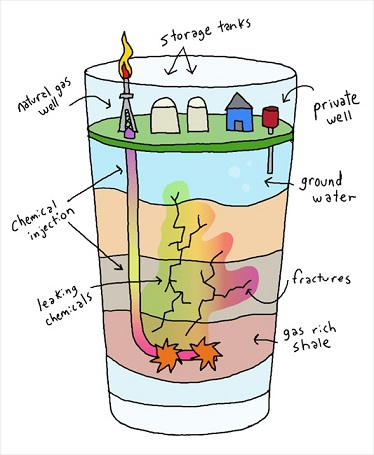 storage tanks
natural gas
well
private
well
ground
water
chemical
injection
leaking
chemicals
fractures
gas rich
shale